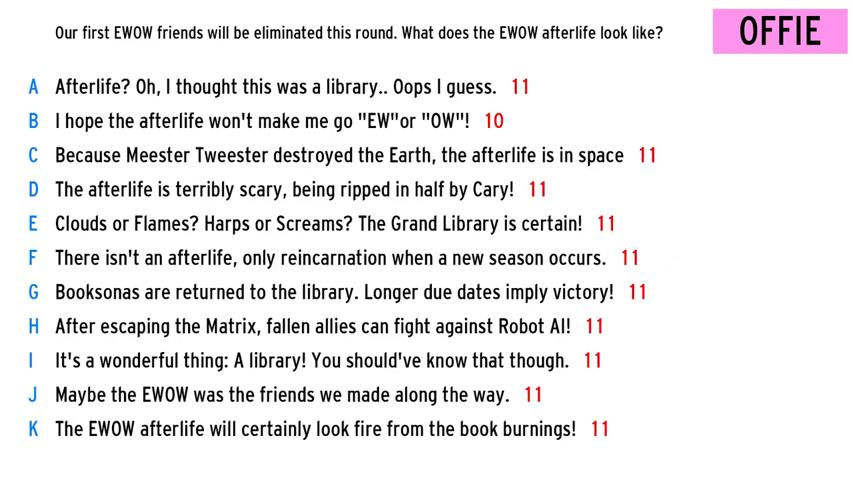 Our first EWOW friends will be eliminated this round. What does the EWOW afterlife look like?
OFFIE
A Afterlife? Oh, I thought this was a library.. Oops I guess. 11
B I hope the afterlife won't make me go "EW"or "OW"! 10
C Because Meester Tweester destroyed the Earth, the afterlife is in space 11
D The afterlife is terribly scary, being ripped in half by Cary! 11
E Clouds or Flames? Harps or Screams? The Grand Library is certain! 11
F There isn't an afterlife, only reincarnation when a new season occurs. 11
G Booksonas are returned to the library. Longer due dates imply victory! 11
H After escaping the Matrix, fallen allies can fight against Robot AI! 11
I It's a wonderful thing: A library! You should've know that though. 11
J Maybe the EWOW was the friends we made along the way. 11
K The EWOW afterlife will certainly look fire from the book burnings! 11